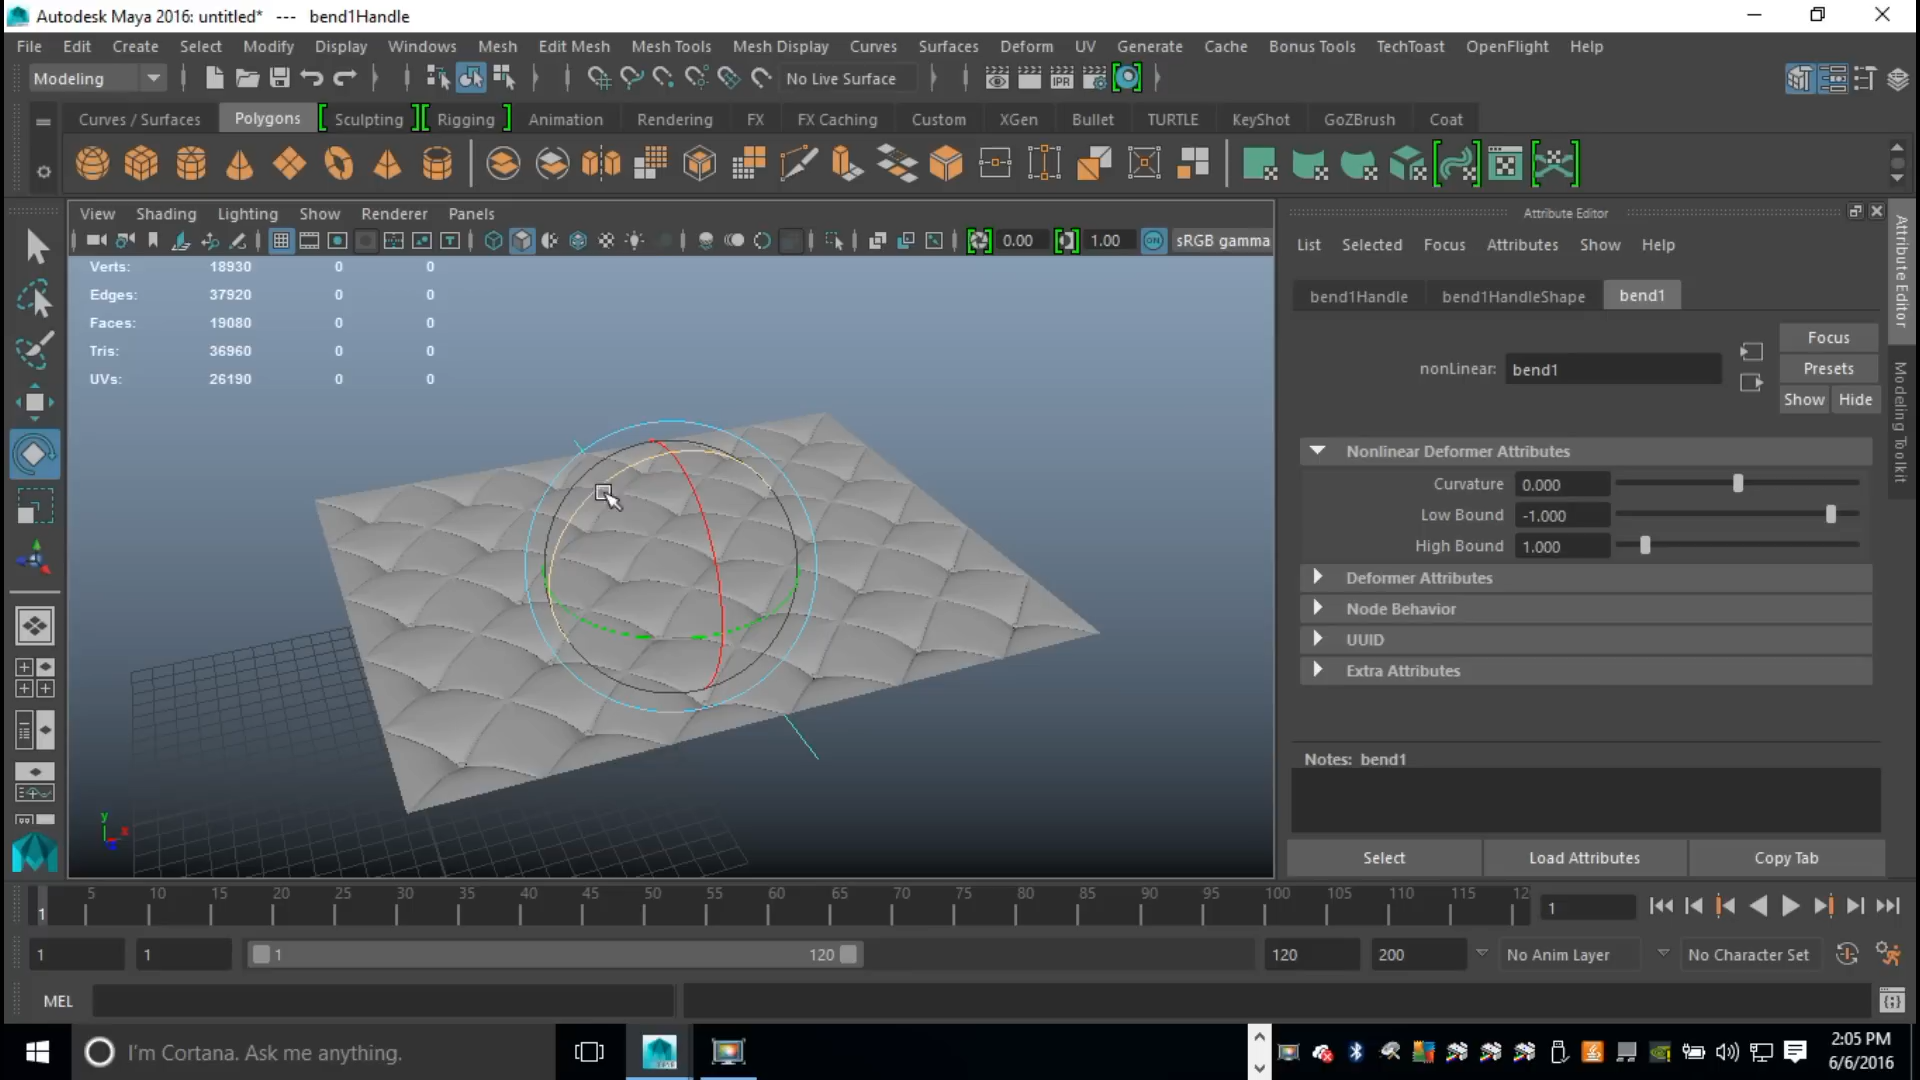 Autodesk Maya 2016: untitled* --- bend1Handle
File Edit Create Select Modify Display Windows Mesh Edit Mesh Mesh Tools Mesh Display Curves Surfaces Deform UV Generate Cache Bonus Tools TechToast OpenFlight Help
Modeling No Live Surface IPR
Curves / Surfaces Polygons Sculpting Rigging Animation Rendering FX FX Caching Custom XGen Bullet TURTLE KeyShot GoZBrush Coat
View Shading Lighting Show Renderer Panels
0.00 1.00 ON sRGB gamma
Verts: 18930 0 0
Edges: 37920 0 0
Faces: 19080 0 0
Tris: 36960 0 0
UVs: 26190 0 0
y
x
Attribute Editor
List Selected Focus Attributes Show Help
bend1Handle bend1HandleShape bend1
Focus
nonLinear: bend1 Presets
Show Hide
Nonlinear Deformer Attributes
Curvature 0.000
Low Bound -1.000
High Bound 1.000
Deformer Attributes
Node Behavior
UUID
Extra Attributes
Notes: bend1
Select Load Attributes Copy Tab
Attribute Editor
Modeling Toolkit
1 5 10 15 20 25 30 35 40 45 50 55 60 65 70 75 80 85 90 95 100 105 110 115 12 1
1 1 1 120 120 200 No Anim Layer No Character Set
MEL
I'm Cortana. Ask me anything.
2:05 PM
6/6/2016